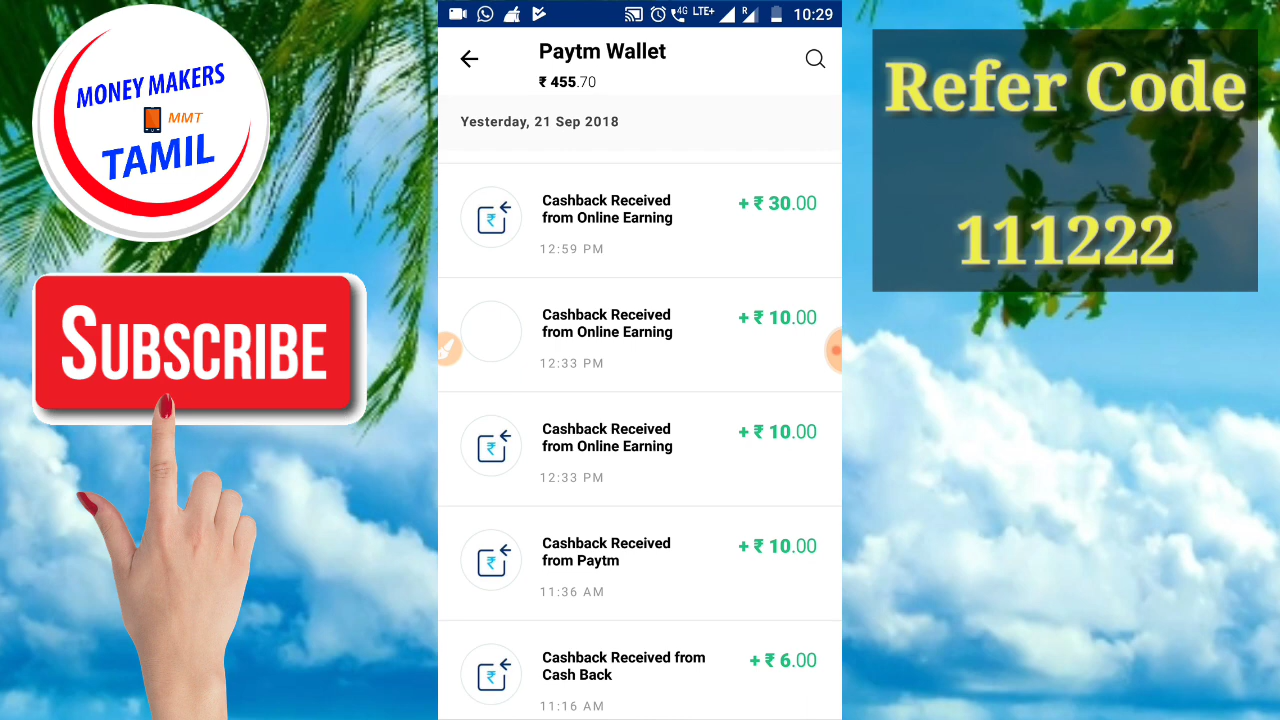 MONEY MAKERS
MMT
TAMIL
SUBSCRIBE
4G LTE+ R 10:29
Paytm Wallet
₹ 455.70
Yesterday, 21 Sep 2018
Cashback Received
from Online Earning
+ ₹ 30.00
12:59 PM
Cashback Received
from Online Earning
+ ₹ 10.00
12:33 PM
Cashback Received
from Online Earning
+ ₹ 10.00
12:33 PM
Cashback Received
from Paytm
+ ₹ 10.00
11:36 AM
Cashback Received from
Cash Back
+ ₹ 6.00
11:16 AM
Refer Code
111222